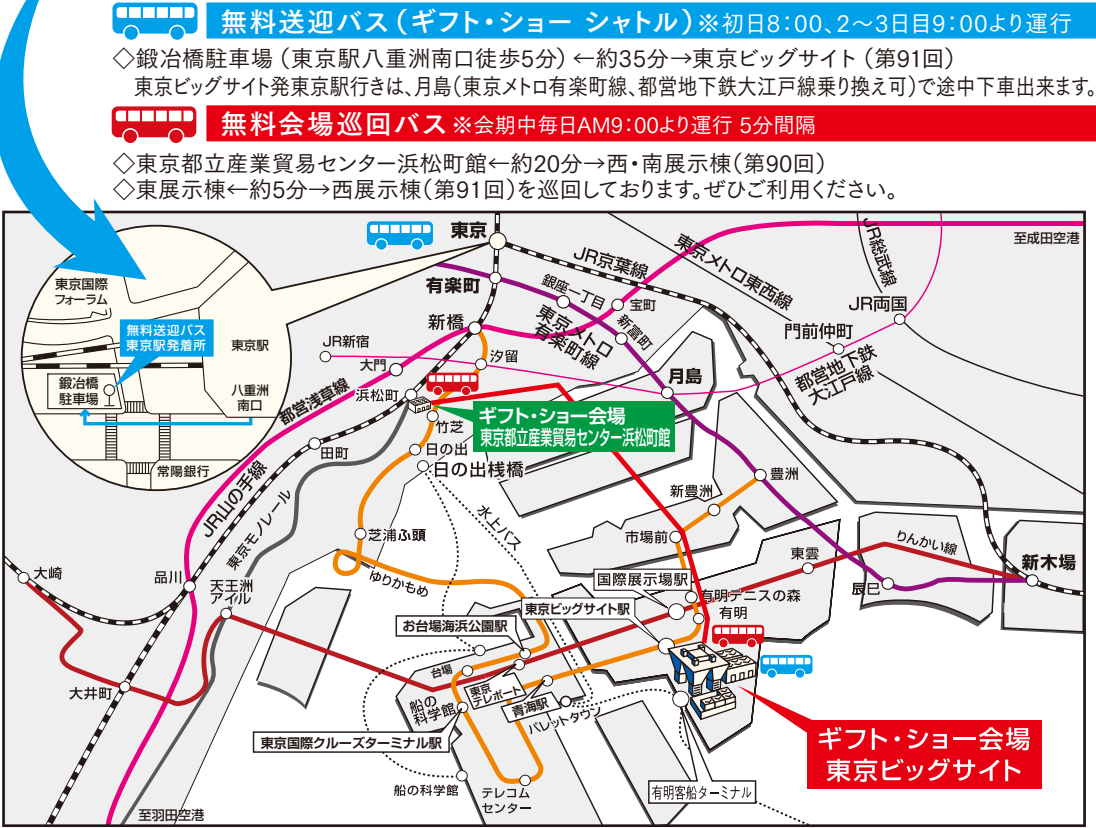 無料送迎バス(ギフト・ショー シャトル)※初日8:00、2~3日目9:00より運行
◇鍛冶橋駐車場(東京駅八重洲南口徒歩5分)←約35分→東京ビッグサイト(第91回)
東京ビッグサイト発東京駅行きは、月島(東京メトロ有楽町線、都営地下鉄大江戸線乗り換え可)で途中下車出来ます。
無料会場巡回バス※会期中毎日AM9:00より運行 5分間隔
◇東京都立産業貿易センター浜松町館←約20分→西・南展示棟(第90回)
◇東展示棟←約5分→西展示棟(第91回)を巡回しております。ぜひご利用ください。
東京
至成田空港
JR総武線
東京メトロ東西線
JR京葉線
東京国際
フォーラム
有楽町
銀座一丁目
宝町
JR両国
門前仲町
無料送迎バス
東京駅発着所
東京駅
新橋
東京メトロ
有楽町線
新富町
JR新宿
汐留
大門
月島
都営地下鉄
大江戸線
鍛冶橋
駐車場
八重洲
南口
都営浅草線
浜松町
ギフト・ショー会場
東京都立産業貿易センター浜松町館
竹芝
田町
日の出
日の出桟橋
常陽銀行
豊洲
新豊洲
JR山の手線
東京モノレール
水上バス
芝浦ふ頭
市場前
りんかい線
東雲
新木場
大崎
品川
天王洲
アイル
ゆりかもめ
国際展示場駅
有明テニスの森
有明
辰巳
東京ビッグサイト駅
お台場海浜公園駅
台場
大井町
船の
科学館
東京
テレポート
青海駅
パレットタウン
東京国際クルーズターミナル駅
ギフト・ショー会場
東京ビッグサイト
船の科学館
テレコム
センター
有明客船ターミナル
至羽田空港